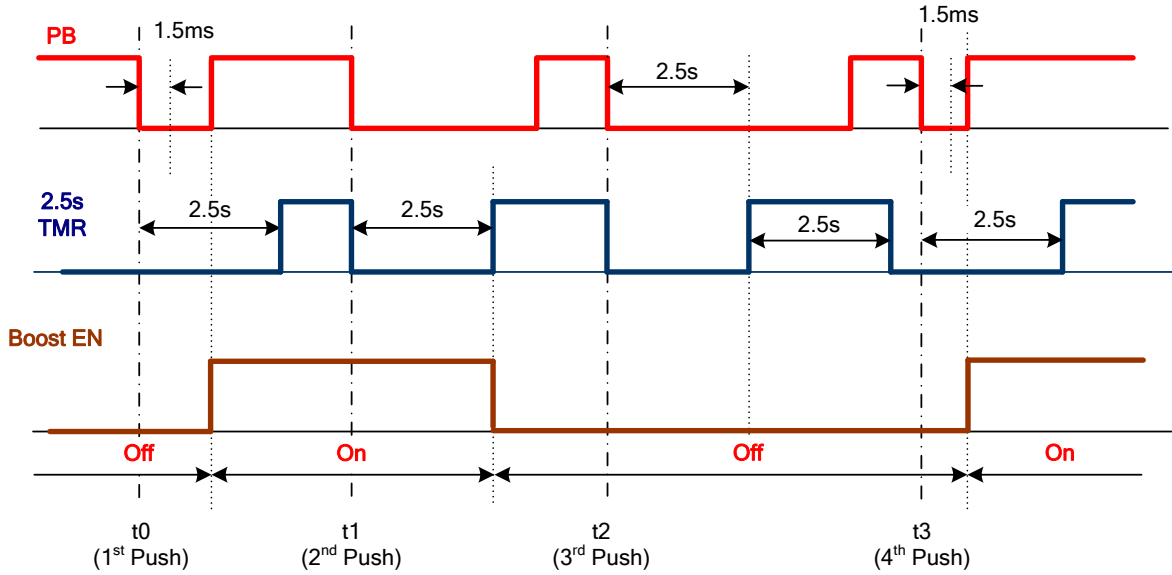 PB
1.5ms
2.5s
1.5ms
2.5s
TMR
2.5s
2.5s
2.5s
2.5s
Boost EN
Off
On
Off
On
t0
(1st Push)
t1
(2nd Push)
t2
(3rd Push)
t3
(4th Push)